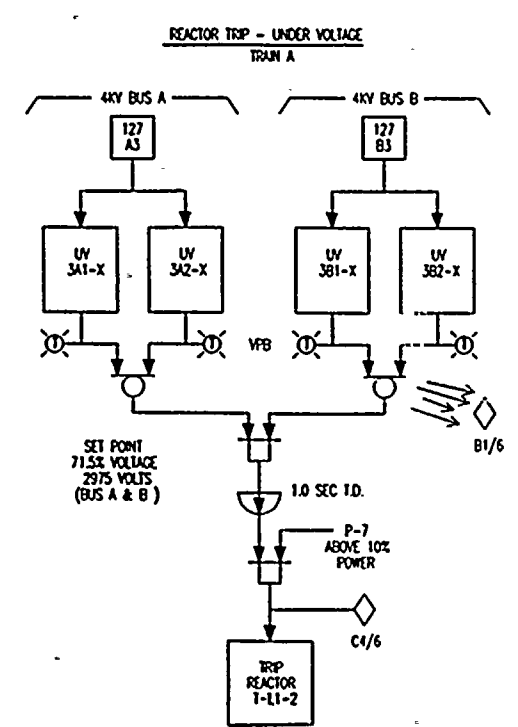 REACTOR TRIP - UNDER VOLTAGE
TRAIN A
4KV BUS A
4KV BUS B
127
A3
127
B3
UV
3A1-X
UV
3A2-X
UV
3B1-X
UV
3B2-X
VPB
B1/6
SET POINT
71.5% VOLTAGE
2975 VOLTS
(BUS A & B)
1.0 SEC T.D.
P-7
ABOVE 10%
POWER
C4/6
TRIP
REACTOR
T-L1-2